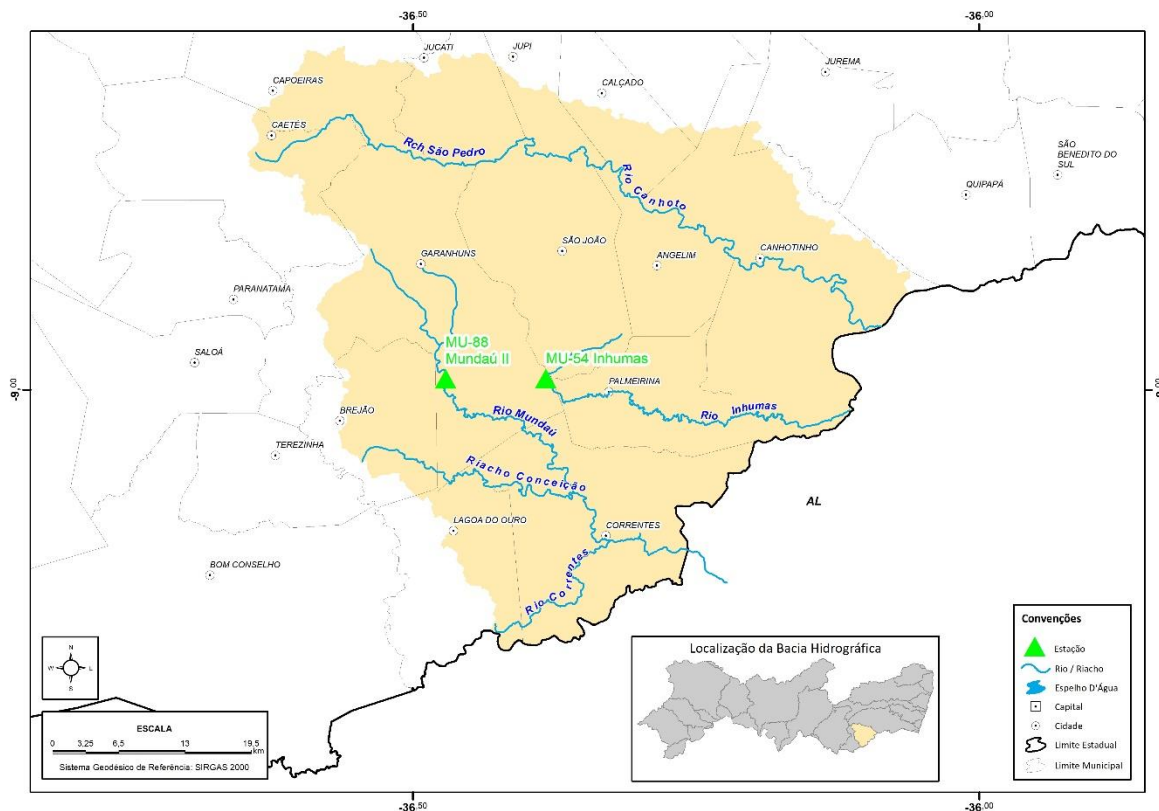 -36,50
-36,00
JUCATI
JUPI
JUREMA
CAPOEIRAS
CALÇADO
CAETÉS
Rch São Pedro
SÃO
BENEDITO DO
SUL
Rio Canhoto
QUIPAPÁ
GARANHUNS
SÃO JOÃO
ANGELIM
CANHOTINHO
PARANATAMA
MU-88
Mundaú II
MU-54 Inhumas
SALOÁ
-9,00
PALMEIRINA
BREJÃO
Rio Mundaú
Rio Inhumas
TEREZINHA
Riacho Conceição
AL
LAGOA DO OURO
CORRENTES
BOM CONSELHO
Rio Correntes
N
W
L
S
ESCALA
0 3,25 6,5 13 19,5
km
Sistema Geodésico de Referência: SIRGAS 2000
Localização da Bacia Hidrográfica
Convenções
Estação
Rio / Riacho
Espelho D'Água
Capital
Cidade
Limite Estadual
Limite Municipal
-36,50
-36,00